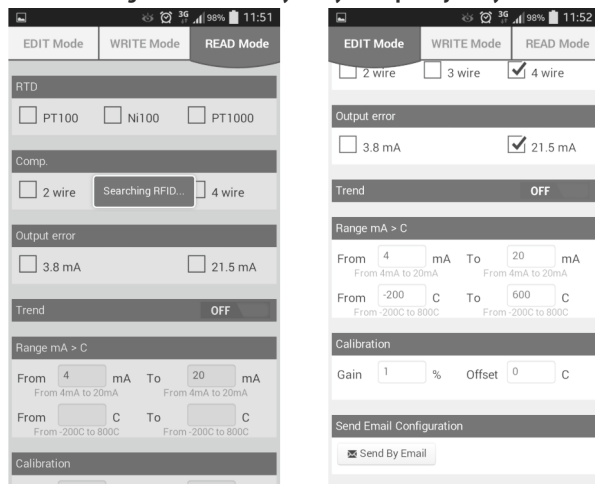 3G 98% 11:51
EDIT Mode WRITE Mode READ Mode
RTD
PT100 Ni100 PT1000
Comp.
2 wire Searching RFID... 4 wire
Output error
3.8 mA 21.5 mA
Trend OFF
Range mA > C
From 4 mA To 20 mA
From 4mA to 20mA From 4mA to 20mA
From C To C
From -200C to 800C From -200C to 800C
Calibration
3G 98% 11:52
EDIT Mode WRITE Mode READ Mode
2 wire 3 wire 4 wire
Output error
3.8 mA 21.5 mA
Trend OFF
Range mA > C
From 4 mA To 20 mA
From 4mA to 20mA From 4mA to 20mA
From -200 C To 600 C
From -200C to 800C From -200C to 800C
Calibration
Gain 1 % Offset 0 C
Send Email Configuration
Send By Email